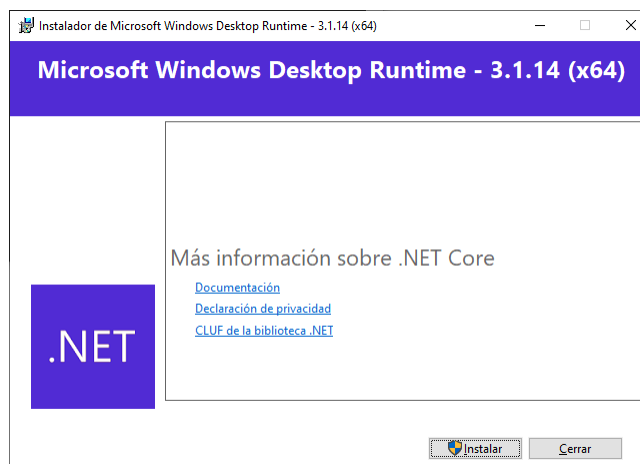 Instalador de Microsoft Windows Desktop Runtime - 3.1.14 (x64)
Microsoft Windows Desktop Runtime - 3.1.14 (x64)
Más información sobre .NET Core
Documentación
Declaración de privacidad
CLUF de la biblioteca .NET
.NET
Instalar
Cerrar